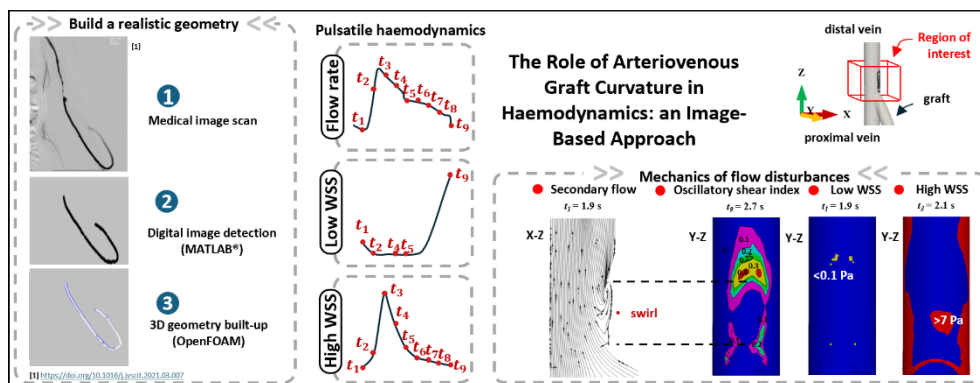 Build a realistic geometry
[1]
1
Medical image scan
2
Digital image detection
(MATLAB®)
3
3D geometry built-up
(OpenFOAM)
[1] https://doi.org/10.1016/j.jvscit.2021.03.007
Pulsatile haemodynamics
Flow rate
t1 t2 t3 t4 t5 t6 t7 t8 t9
Low WSS
t1 t2 t4 t5 t9
High WSS
t1 t2 t3 t4 t5 t6 t7 t8 t9
The Role of Arteriovenous
Graft Curvature in
Haemodynamics: an Image-
Based Approach
distal vein
Region of
interest
Z
Y
X
graft
proximal vein
Mechanics of flow disturbances
Secondary flow
Oscillatory shear index
Low WSS
High WSS
t1 = 1.9 s
t9 = 2.7 s
t1 = 1.9 s
t3 = 2.1 s
X-Z
Y-Z
Y-Z
Y-Z
0.1
0.3
swirl
<0.1 Pa
>7 Pa